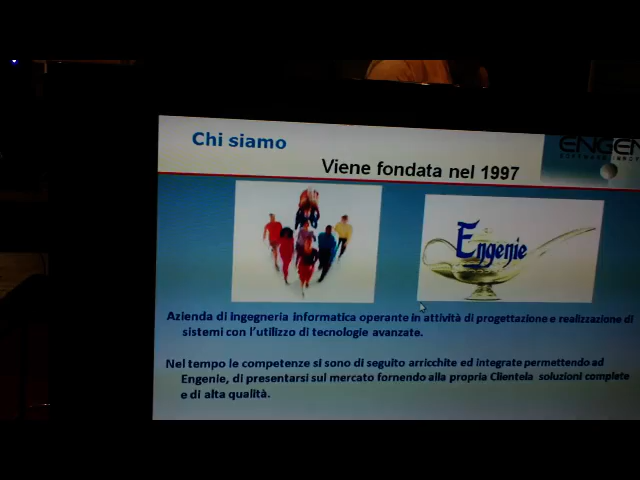 Chi siamo
ENGEN
Viene fondata nel 1997
Engenie
Azienda di ingegneria informatica operante in attività di progettazione e realizzazione di
sistemi con l'utilizzo di tecnologie avanzate.
Nel tempo le competenze si sono di seguito arricchite ed integrate permettendo ad
Engenie, di presentarsi sul mercato fornendo alla propria Clientela soluzioni complete
e di alta qualità.